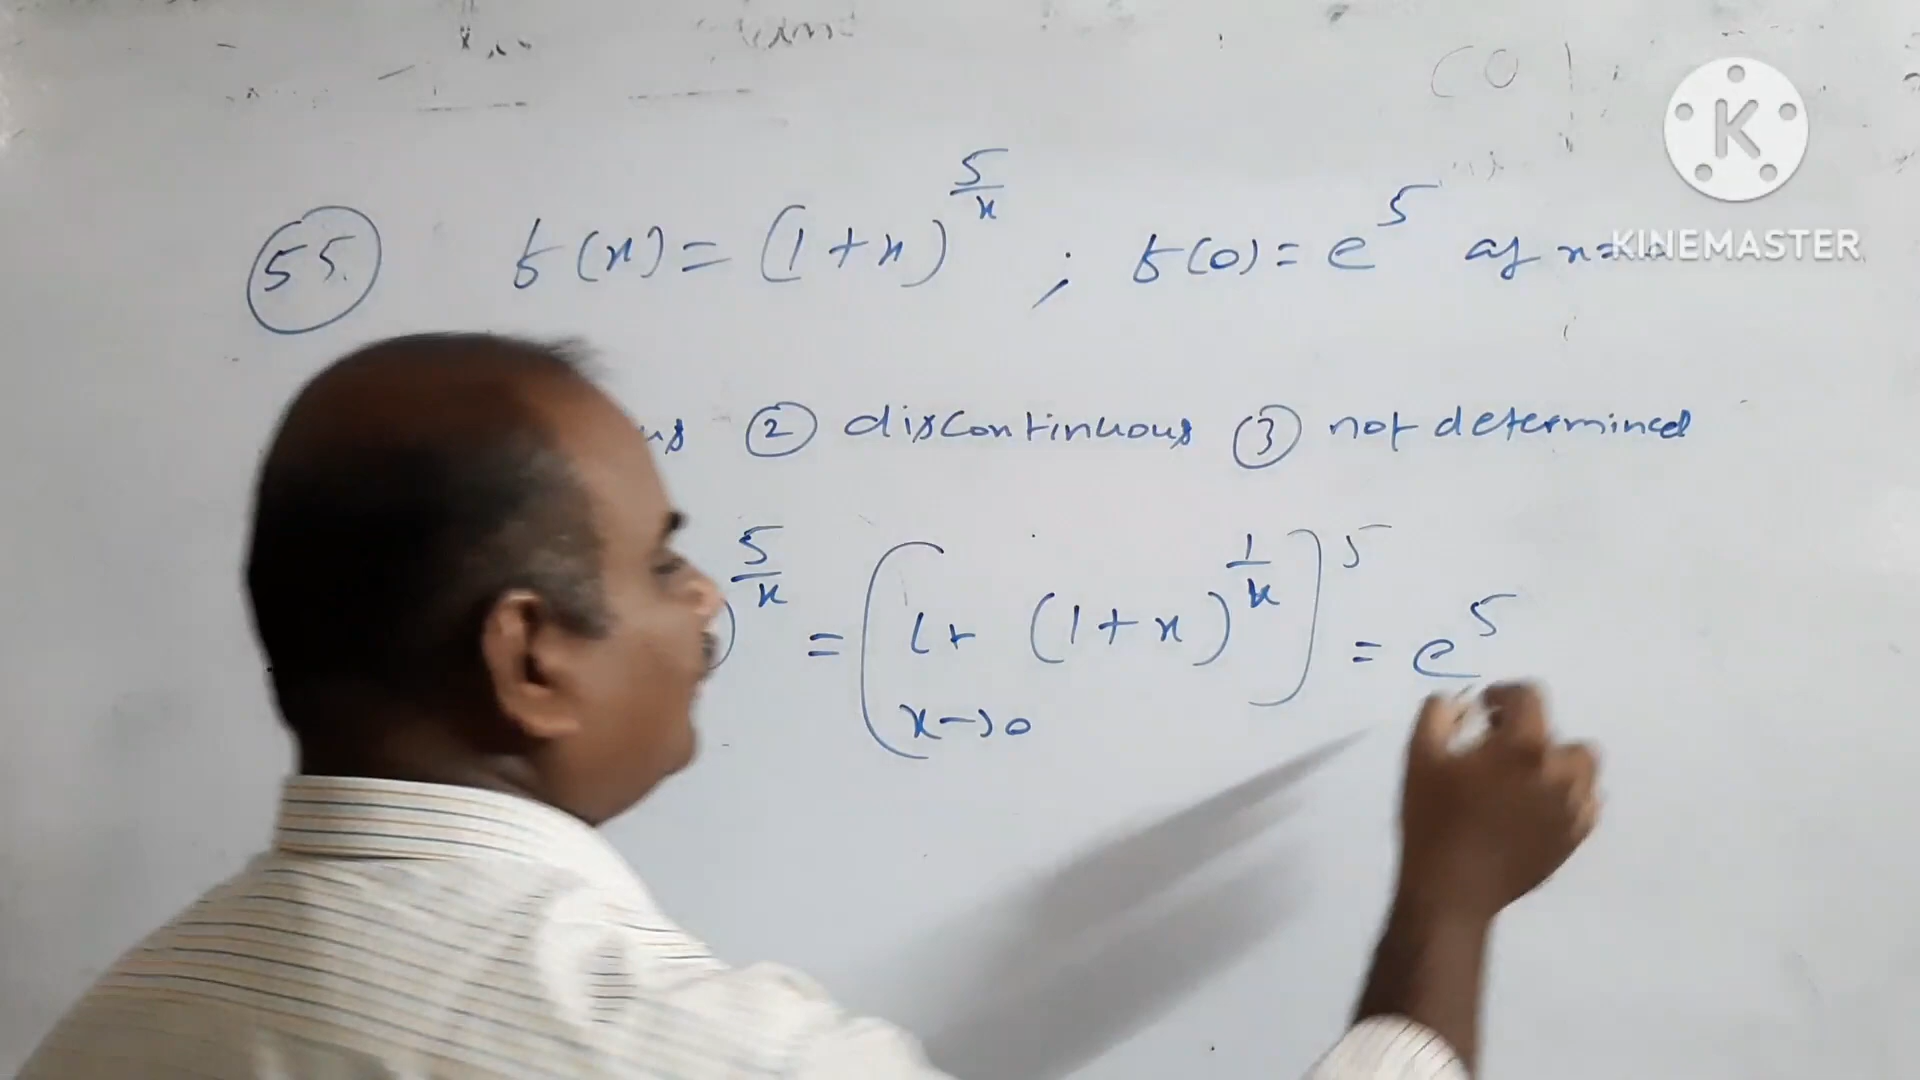 K
KINEMASTER
55. f(x) = (1+x)^{5/x} ; f(0) = e^5 at x=0
② discontinuous ③ not determined
)^{5/x} = [Lt (1+x)^{1/x}]^5 = e^5
x→0